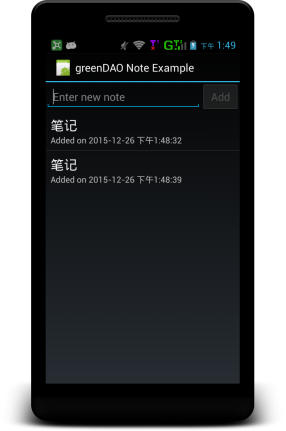 下午 1:49
greenDAO Note Example
Enter new note
Add
笔记
Added on 2015-12-26 下午1:48:32
笔记
Added on 2015-12-26 下午1:48:39